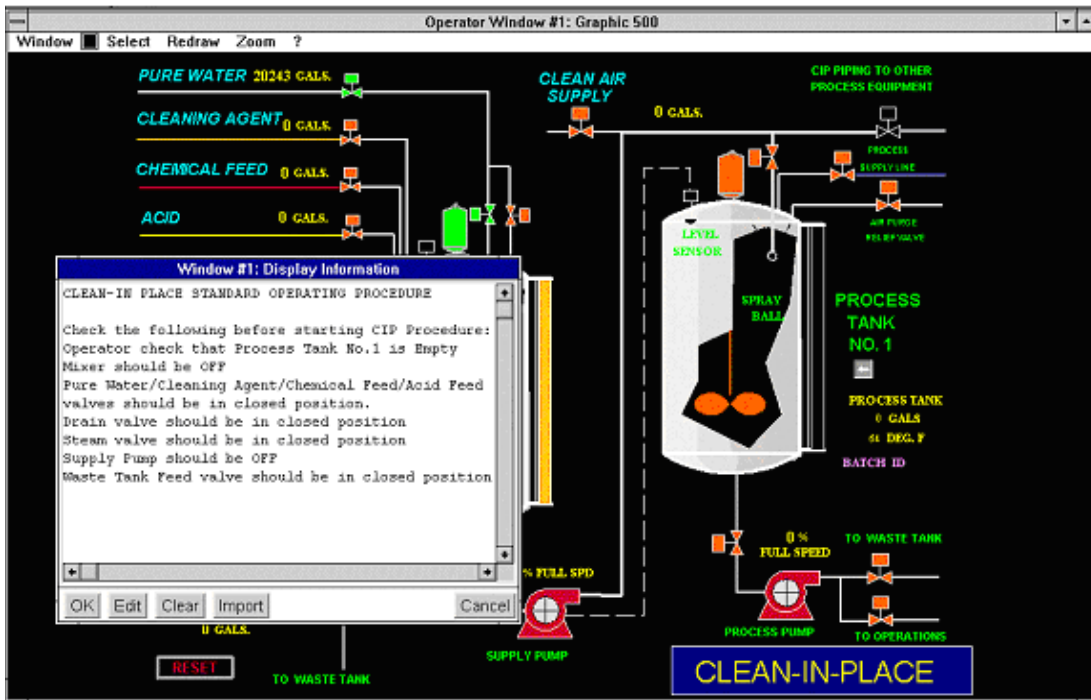 Operator Window #1: Graphic 500
Window Select Redraw Zoom ?
PURE WATER 20243 GALS.
CLEANING AGENT 0 GALS.
CHEMICAL FEED 0 GALS.
ACID 0 GALS.
CLEAN AIR
SUPPLY
0 GALS.
CIP PIPING TO OTHER
PROCESS EQUIPMENT
PROCESS
SUPPLY LINE
AIR PURGE
RELIEF VALVE
LEVEL
SENSOR
SPRAY
BALL
PROCESS
TANK
NO. 1
PROCESS TANK
0 GALS
DEG. F
BATCH ID
Window #1: Display Information
CLEAN-IN PLACE STANDARD OPERATING PROCEDURE
Check the following before starting CIP Procedure:
Operator check that Process Tank No.1 is Empty
Mixer should be OFF
Pure Water/Cleaning Agent/Chemical Feed/Acid Feed
valves should be in closed position.
Drain valve should be in closed position
Steam valve should be in closed position
Supply Pump should be OFF
Waste Tank Feed valve should be in closed position
OK Edit Clear Import Cancel
% FULL SPD
0 GALS.
RESET
TO WASTE TANK
SUPPLY PUMP
0 %
FULL SPEED
TO WASTE TANK
PROCESS PUMP
TO OPERATIONS
CLEAN-IN-PLACE